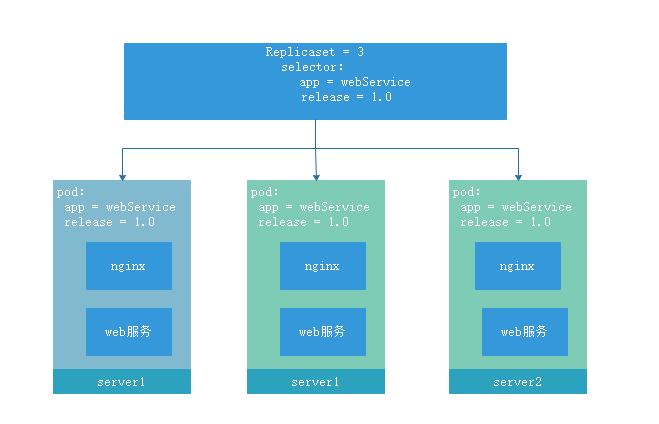 Replicaset = 3
selector:
app = webService
release = 1.0
pod:
app = webService
release = 1.0
nginx
web服务
server1
pod:
app = webService
release = 1.0
nginx
web服务
server1
pod:
app = webService
release = 1.0
nginx
web服务
server2